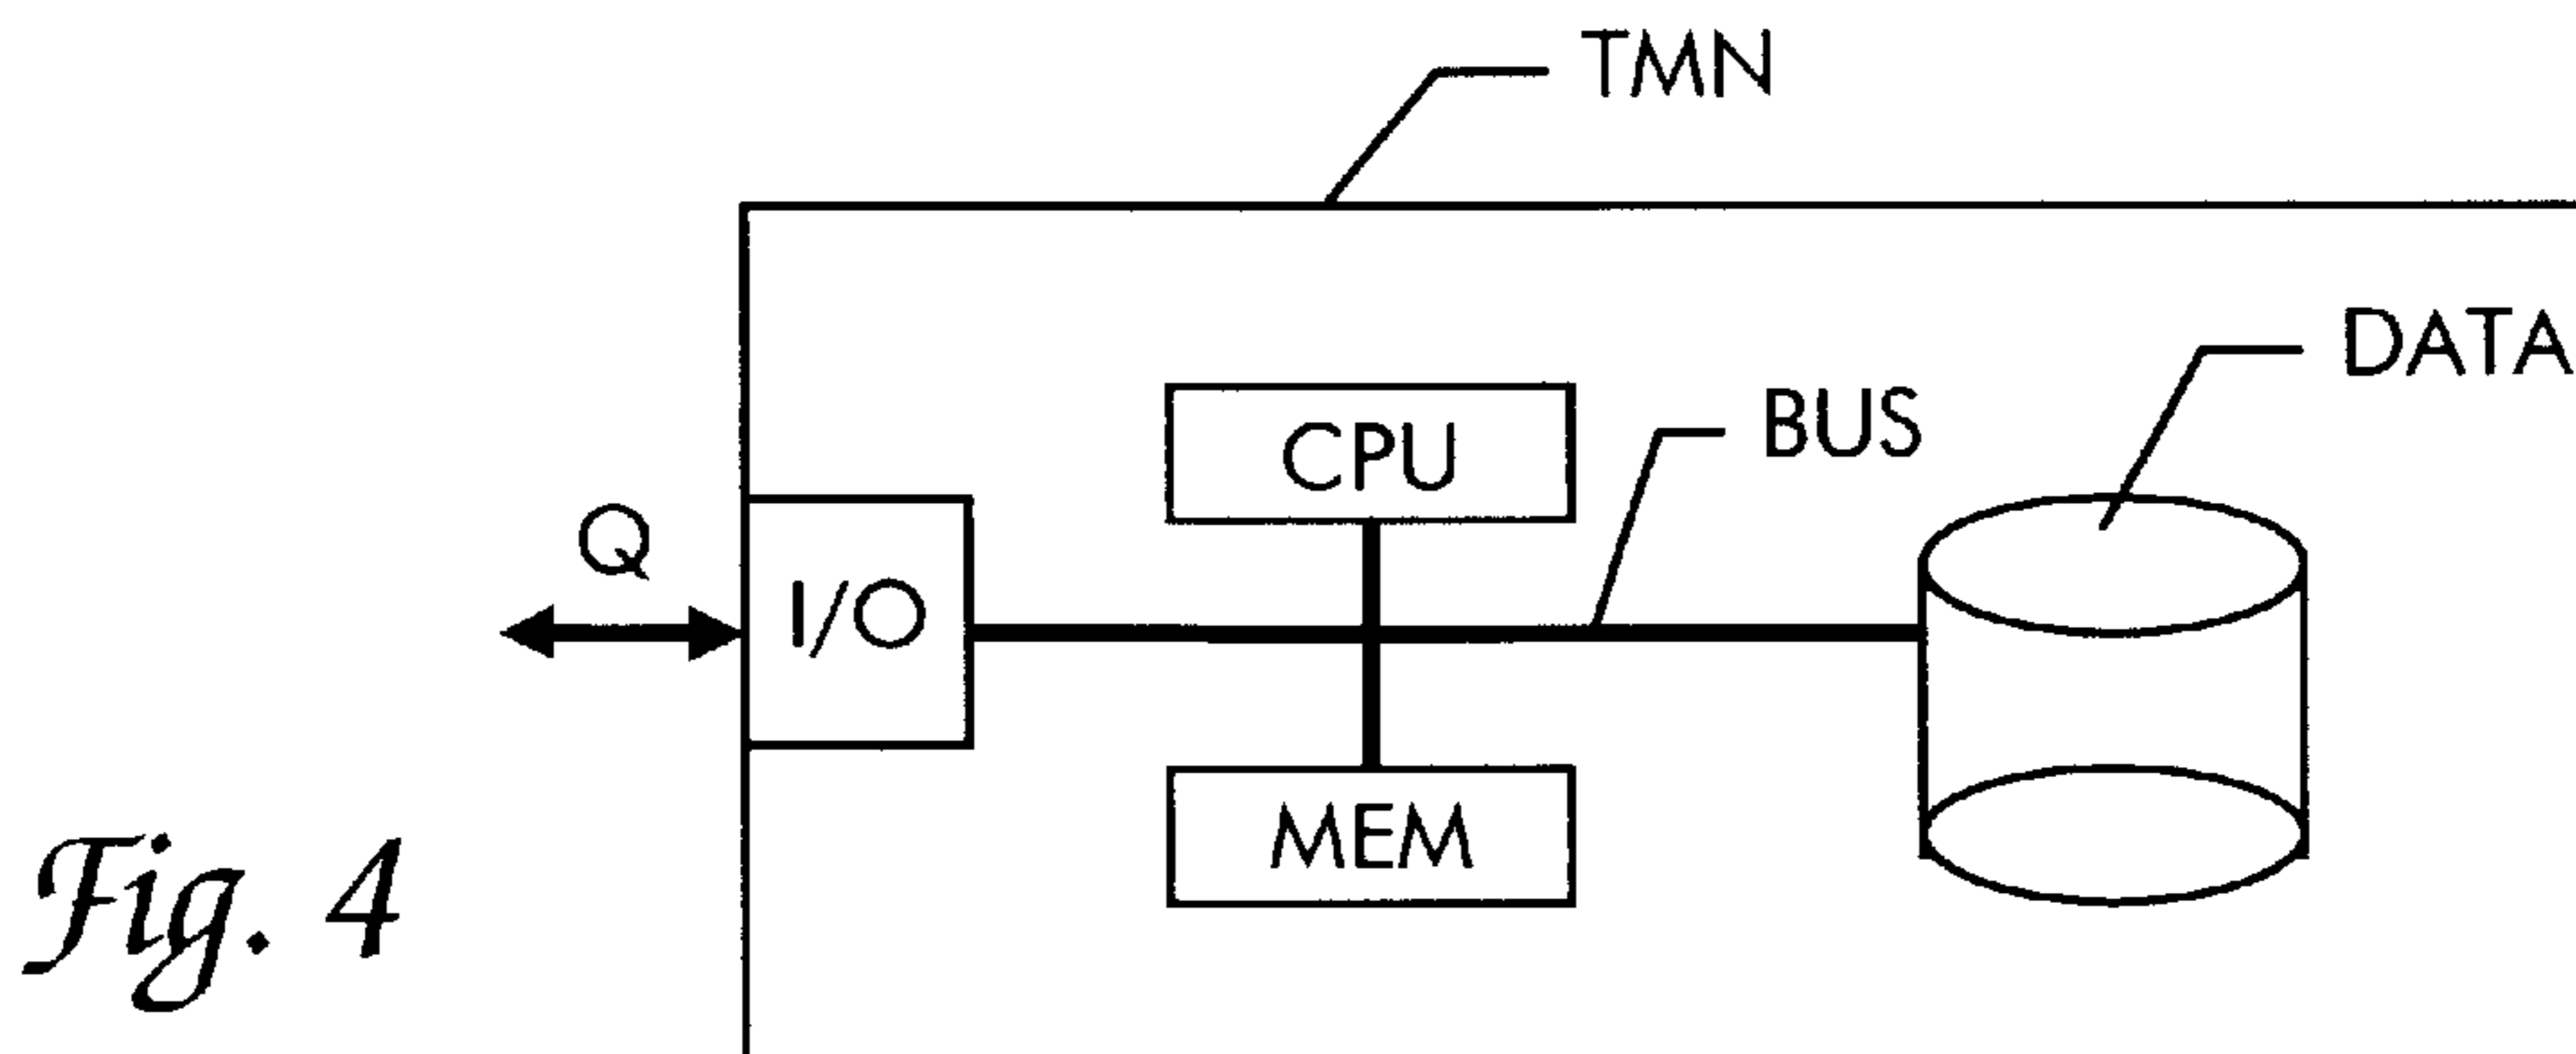 TMN
DATA
BUS
CPU
Q
I/O
MEM
Fig. 4